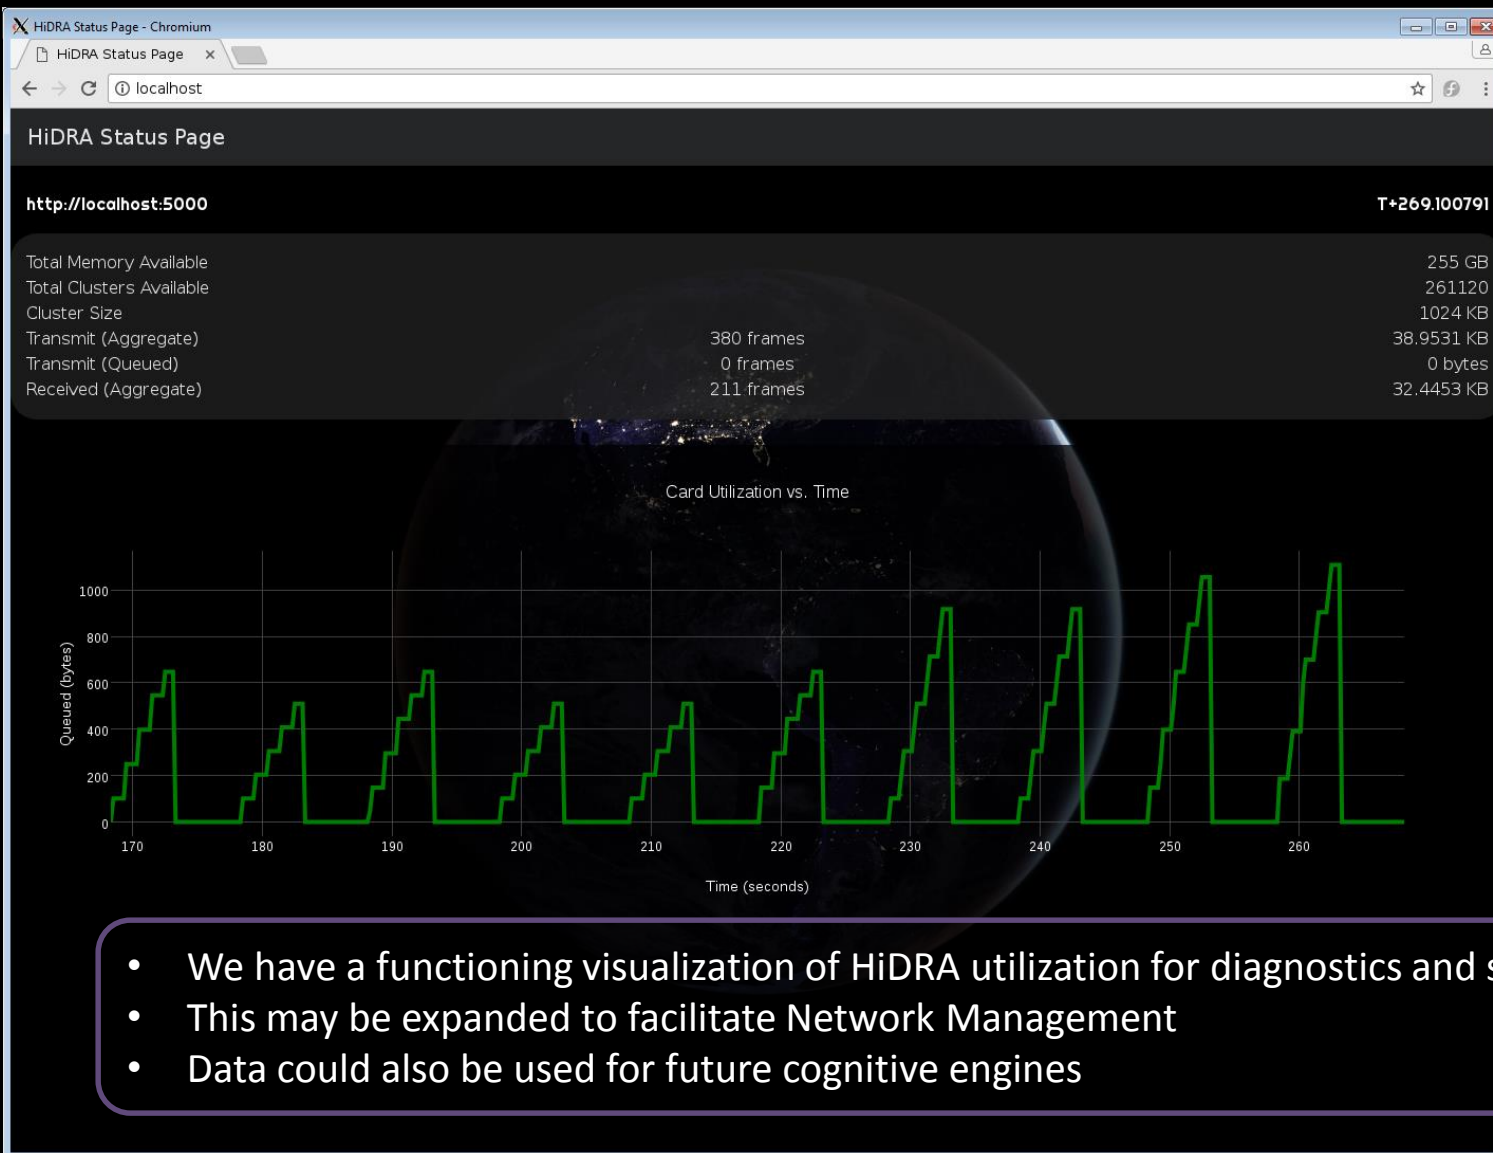 HiDRA Status Page - Chromium
HiDRA Status Page
localhost
HiDRA Status Page
http://localhost:5000 T+269.100791
Total Memory Available 255 GB
Total Clusters Available 261120
Cluster Size 1024 KB
Transmit (Aggregate) 380 frames 38.9531 KB
Transmit (Queued) 0 frames 0 bytes
Received (Aggregate) 211 frames 32.4453 KB
Card Utilization vs. Time
Queued (bytes)
1000
800
600
400
200
0
170 180 190 200 210 220 230 240 250 260
Time (seconds)
• We have a functioning visualization of HiDRA utilization for diagnostics and
• This may be expanded to facilitate Network Management
• Data could also be used for future cognitive engines